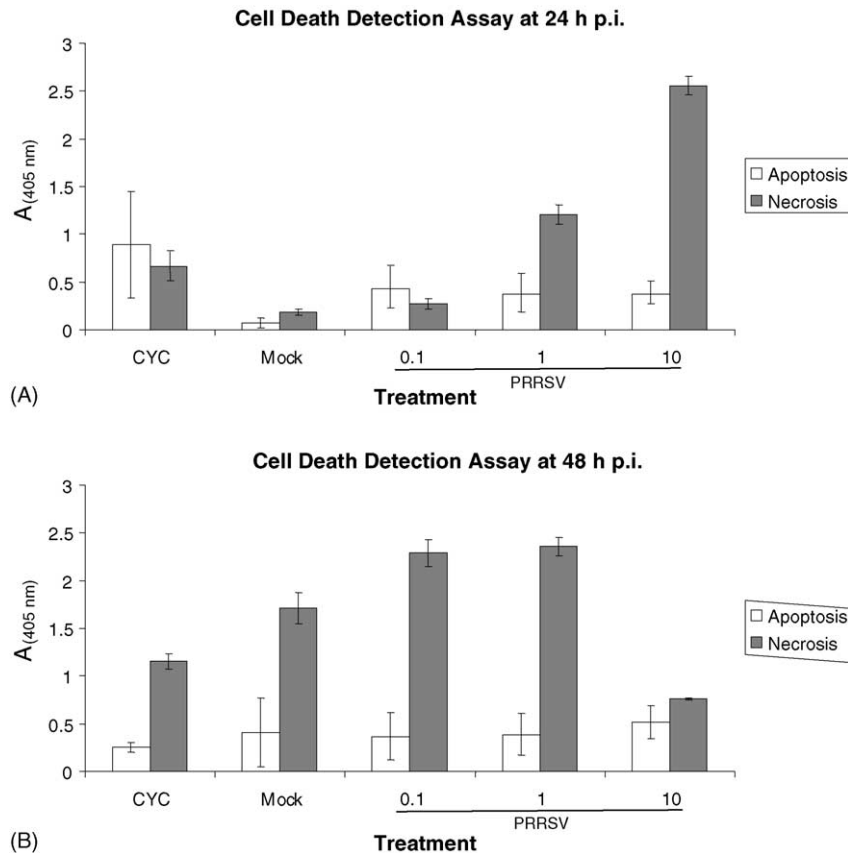 Cell Death Detection Assay at 24 h p.i.
3
2.5
2
1.5
1
0.5
0
A(405 nm)
Apoptosis
Necrosis
CYC Mock 0.1 1 10
PRRSV
(A)
Treatment
Cell Death Detection Assay at 48 h p.i.
3
2.5
2
1.5
1
0.5
0
A(405 nm)
Apoptosis
Necrosis
CYC Mock 0.1 1 10
PRRSV
(B)
Treatment